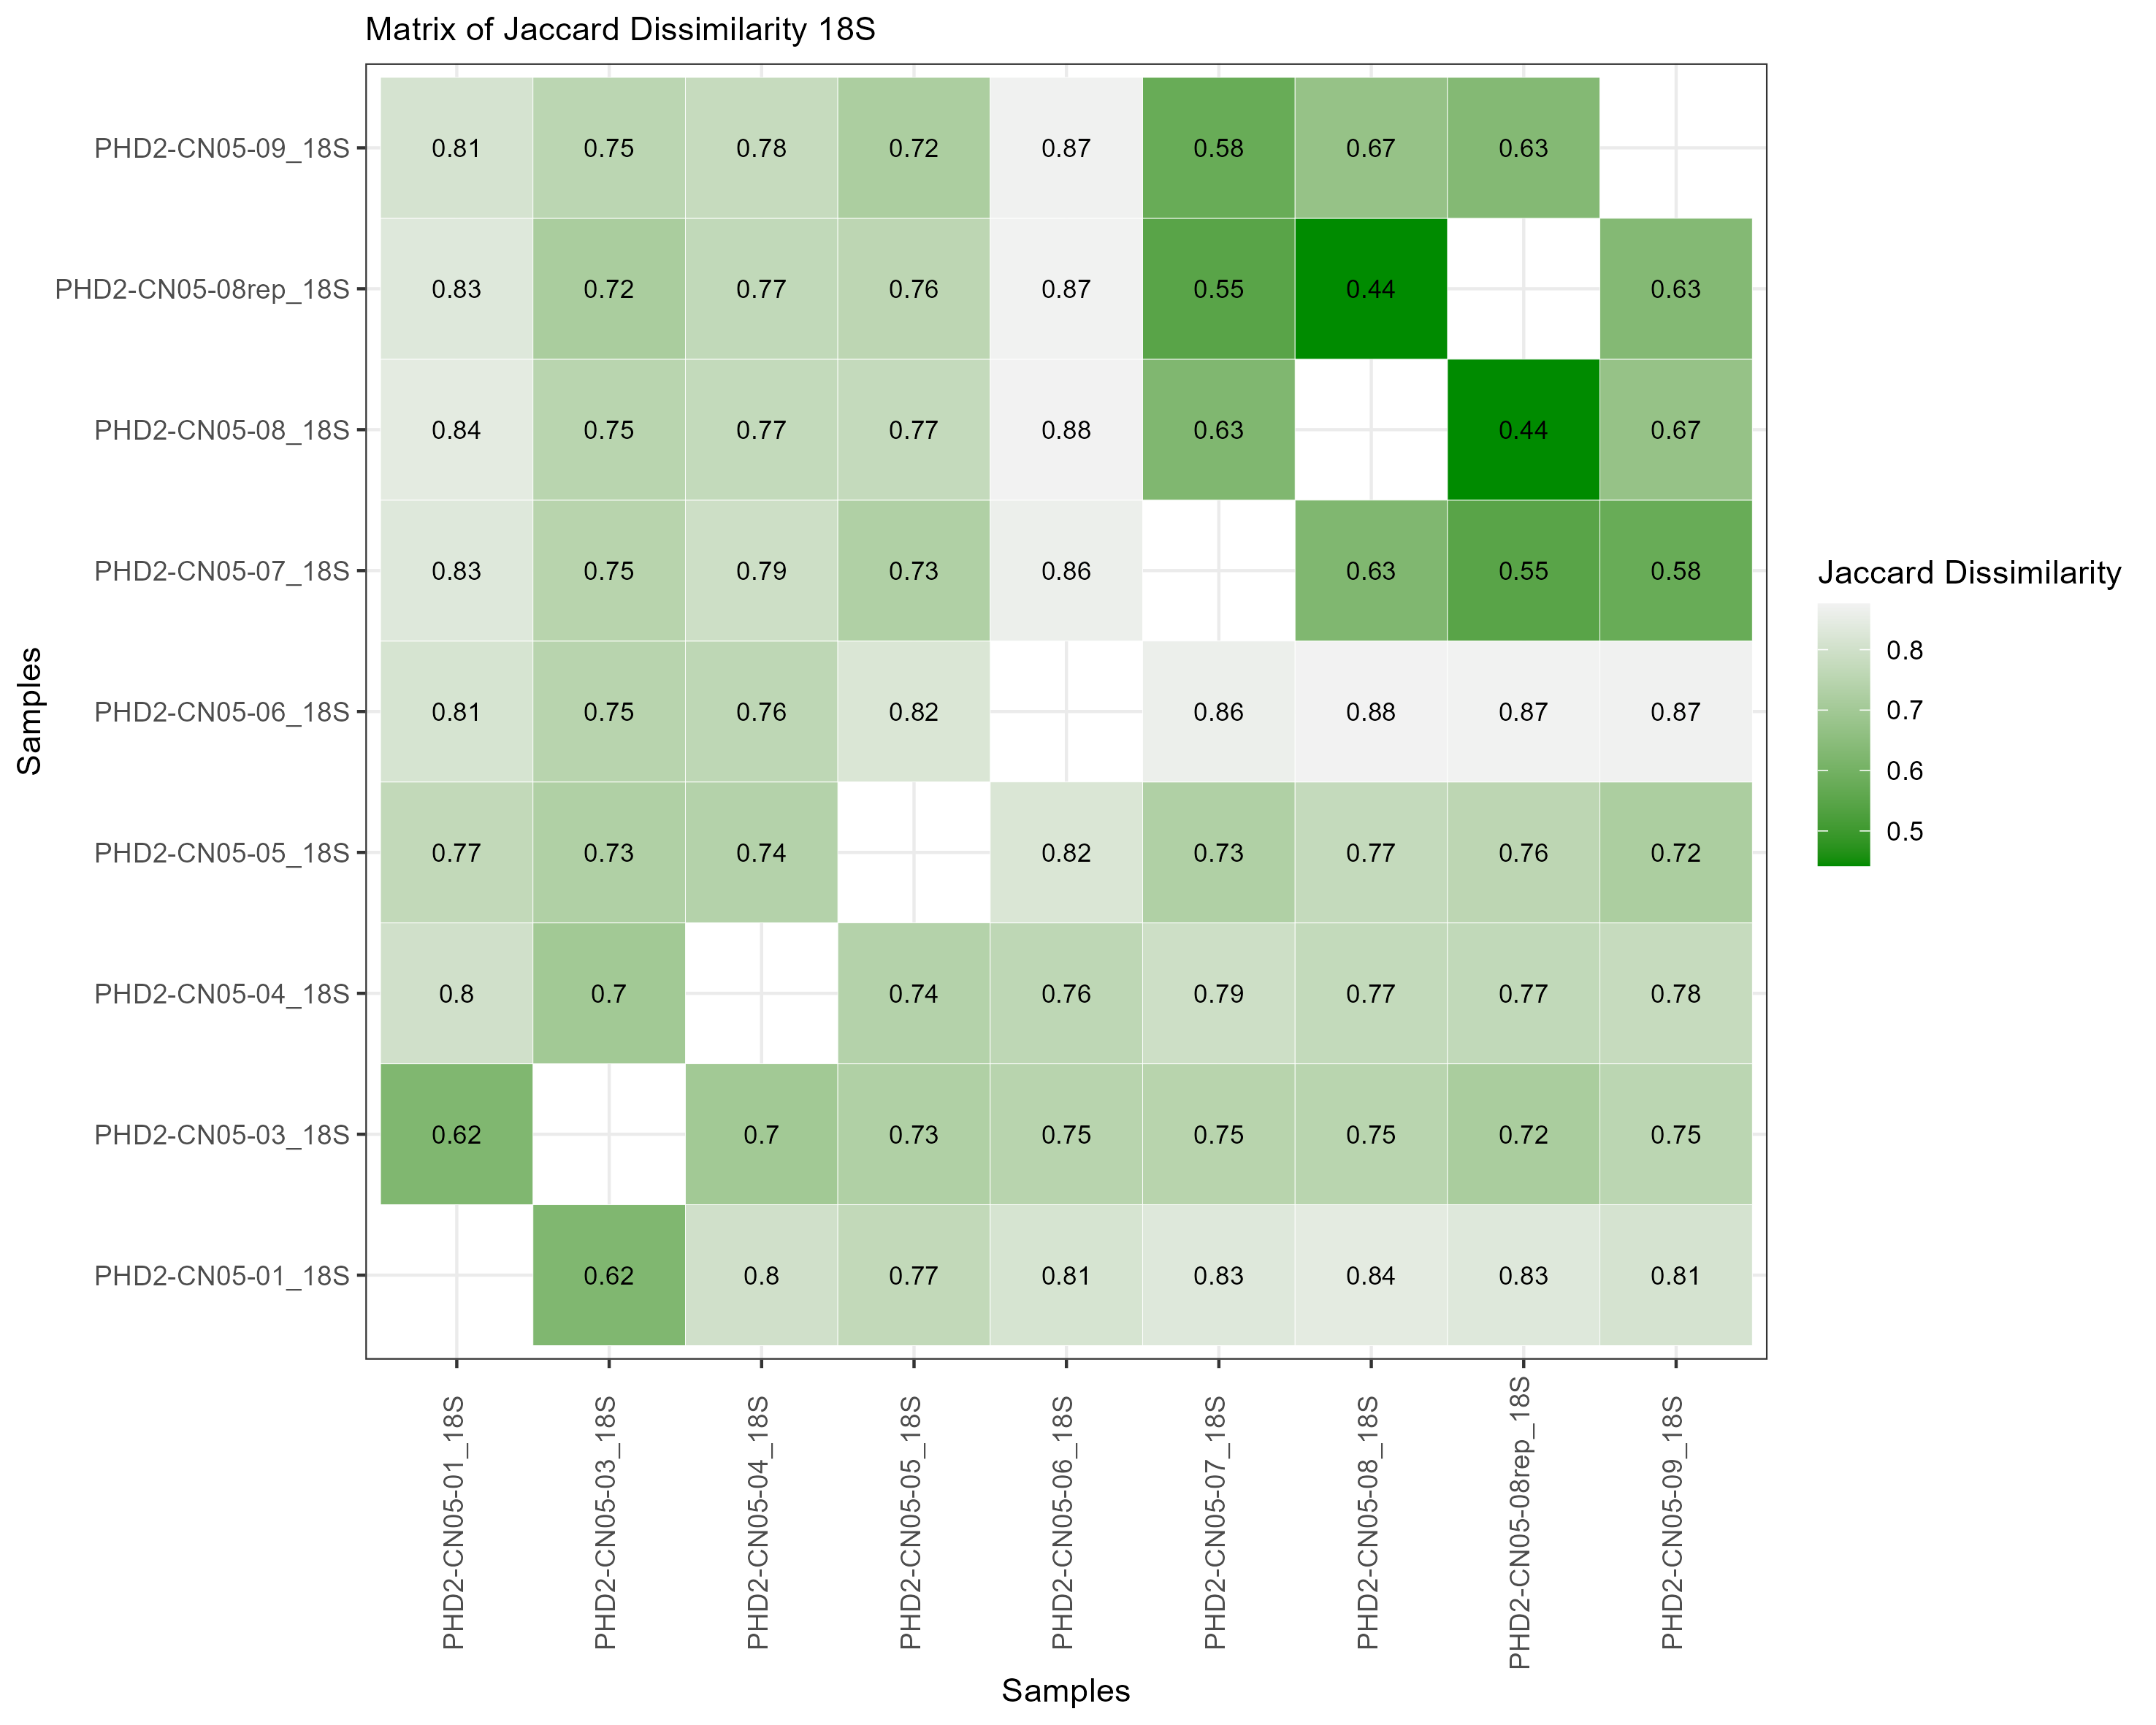 Matrix of Jaccard Dissimilarity 18S
PHD2-CN05-09_18S 0.81 0.75 0.78 0.72 0.87 0.58 0.67 0.63
PHD2-CN05-08rep_18S 0.83 0.72 0.77 0.76 0.87 0.55 0.44 0.63
PHD2-CN05-08_18S 0.84 0.75 0.77 0.77 0.88 0.63 0.44 0.67
PHD2-CN05-07_18S 0.83 0.75 0.79 0.73 0.86 0.63 0.55 0.58
PHD2-CN05-06_18S 0.81 0.75 0.76 0.82 0.86 0.88 0.87 0.87
PHD2-CN05-05_18S 0.77 0.73 0.74 0.82 0.73 0.77 0.76 0.72
PHD2-CN05-04_18S 0.8 0.7 0.74 0.76 0.79 0.77 0.77 0.78
PHD2-CN05-03_18S 0.62 0.7 0.73 0.75 0.75 0.75 0.72 0.75
PHD2-CN05-01_18S 0.62 0.8 0.77 0.81 0.83 0.84 0.83 0.81
Samples
PHD2-CN05-01_18S
PHD2-CN05-03_18S
PHD2-CN05-04_18S
PHD2-CN05-05_18S
PHD2-CN05-06_18S
PHD2-CN05-07_18S
PHD2-CN05-08_18S
PHD2-CN05-08rep_18S
PHD2-CN05-09_18S
Samples
Jaccard Dissimilarity
0.8
0.7
0.6
0.5